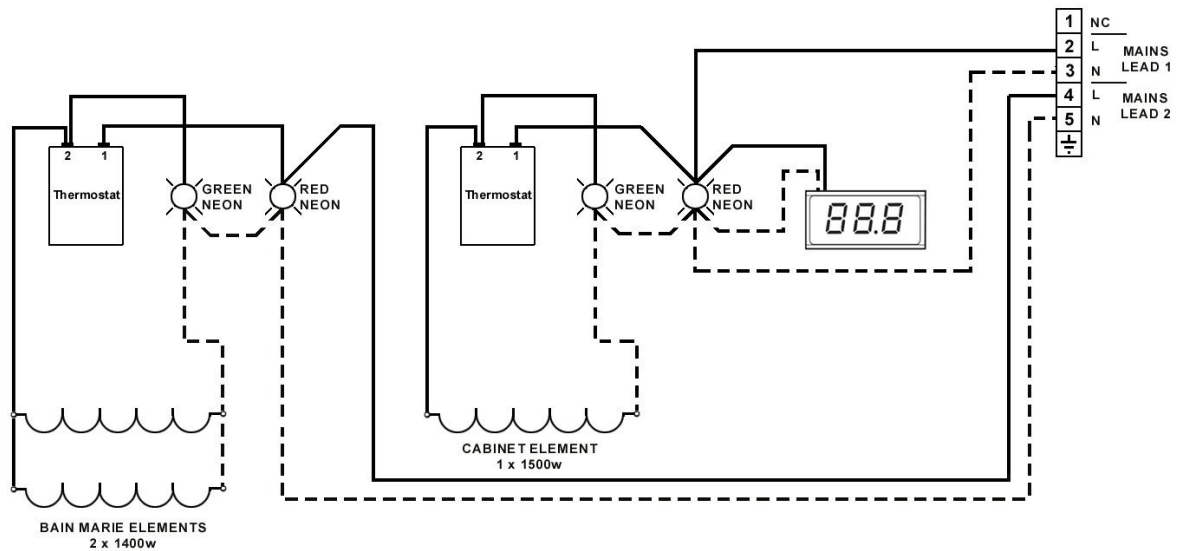 1 NC
2 L
MAINS
LEAD 1
3 N
4 L
MAINS
LEAD 2
5 N
2 1
Thermostat
GREEN
NEON
RED
NEON
2 1
Thermostat
GREEN
NEON
RED
NEON
88.8
CABINET ELEMENT
1 x 1500w
BAIN MARIE ELEMENTS
2 x 1400w